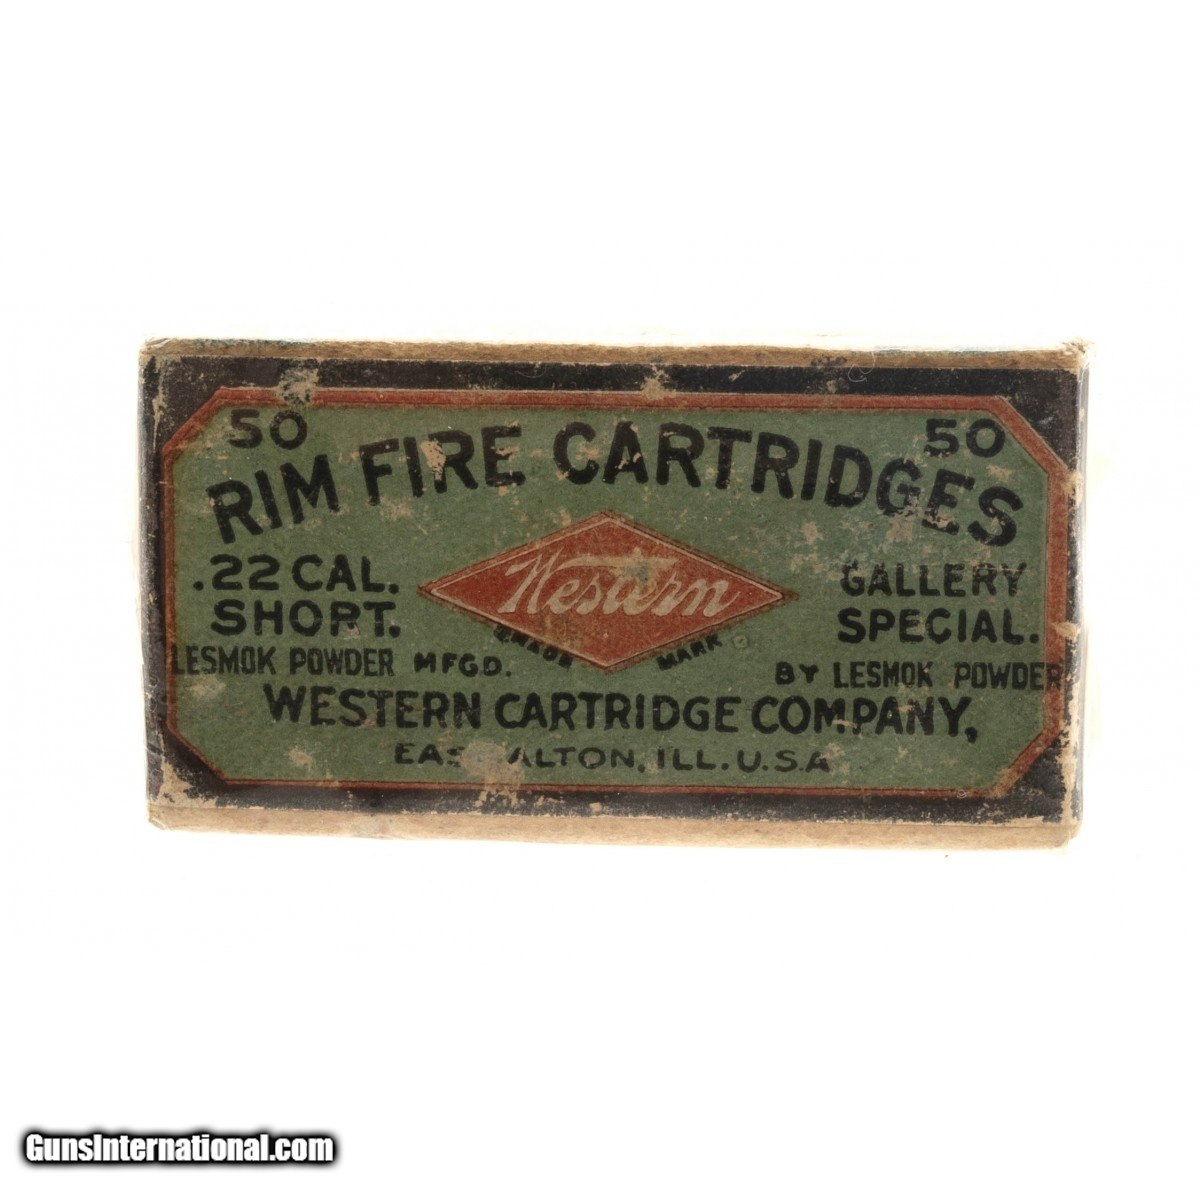 50 50
RIM FIRE CARTRIDGES
.22 CAL. GALLERY
SHORT. SPECIAL.
Western
TRADE MARK
LESMOK POWDER MFGD. BY LESMOK POWDER
WESTERN CARTRIDGE COMPANY,
EAST ALTON, ILL. U.S.A
GunsInternational.com